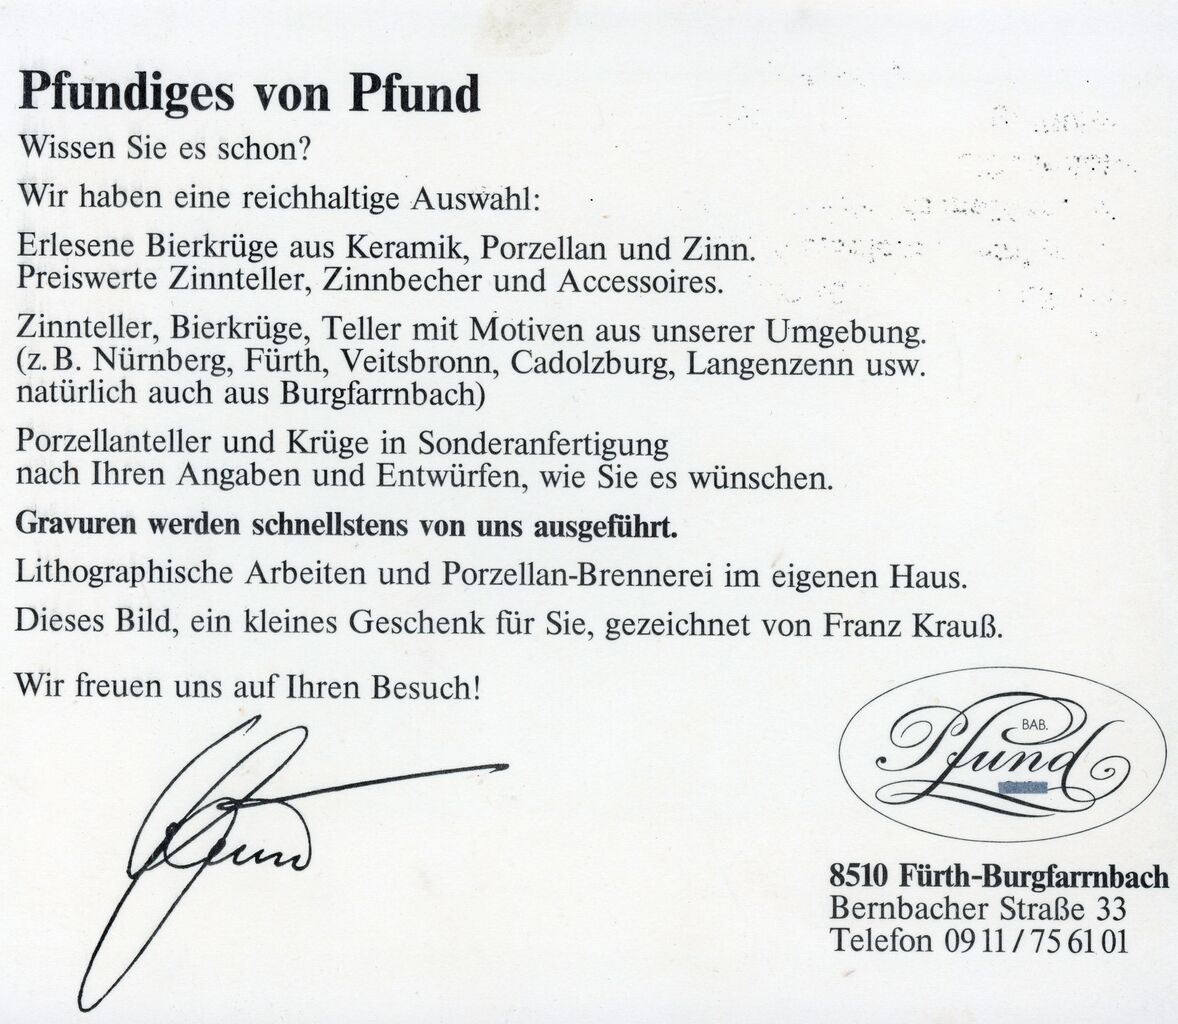 Pfundiges von Pfund
Wissen Sie es schon?
Wir haben eine reichhaltige Auswahl:
Erlesene Bierkrüge aus Keramik, Porzellan und Zinn.
Preiswerte Zinnteller, Zinnbecher und Accessoires.
Zinnteller, Bierkrüge, Teller mit Motiven aus unserer Umgebung.
(z. B. Nürnberg, Fürth, Veitsbronn, Cadolzburg, Langenzenn usw.
natürlich auch aus Burgfarrnbach)
Porzellanteller und Krüge in Sonderanfertigung
nach Ihren Angaben und Entwürfen, wie Sie es wünschen.
Gravuren werden schnellstens von uns ausgeführt.
Lithographische Arbeiten und Porzellan-Brennerei im eigenen Haus.
Dieses Bild, ein kleines Geschenk für Sie, gezeichnet von Franz Krauß.
Wir freuen uns auf Ihren Besuch!
BAB.
Pfund
8510 Fürth-Burgfarrnbach
Bernbacher Straße 33
Telefon 09 11 / 75 61 01